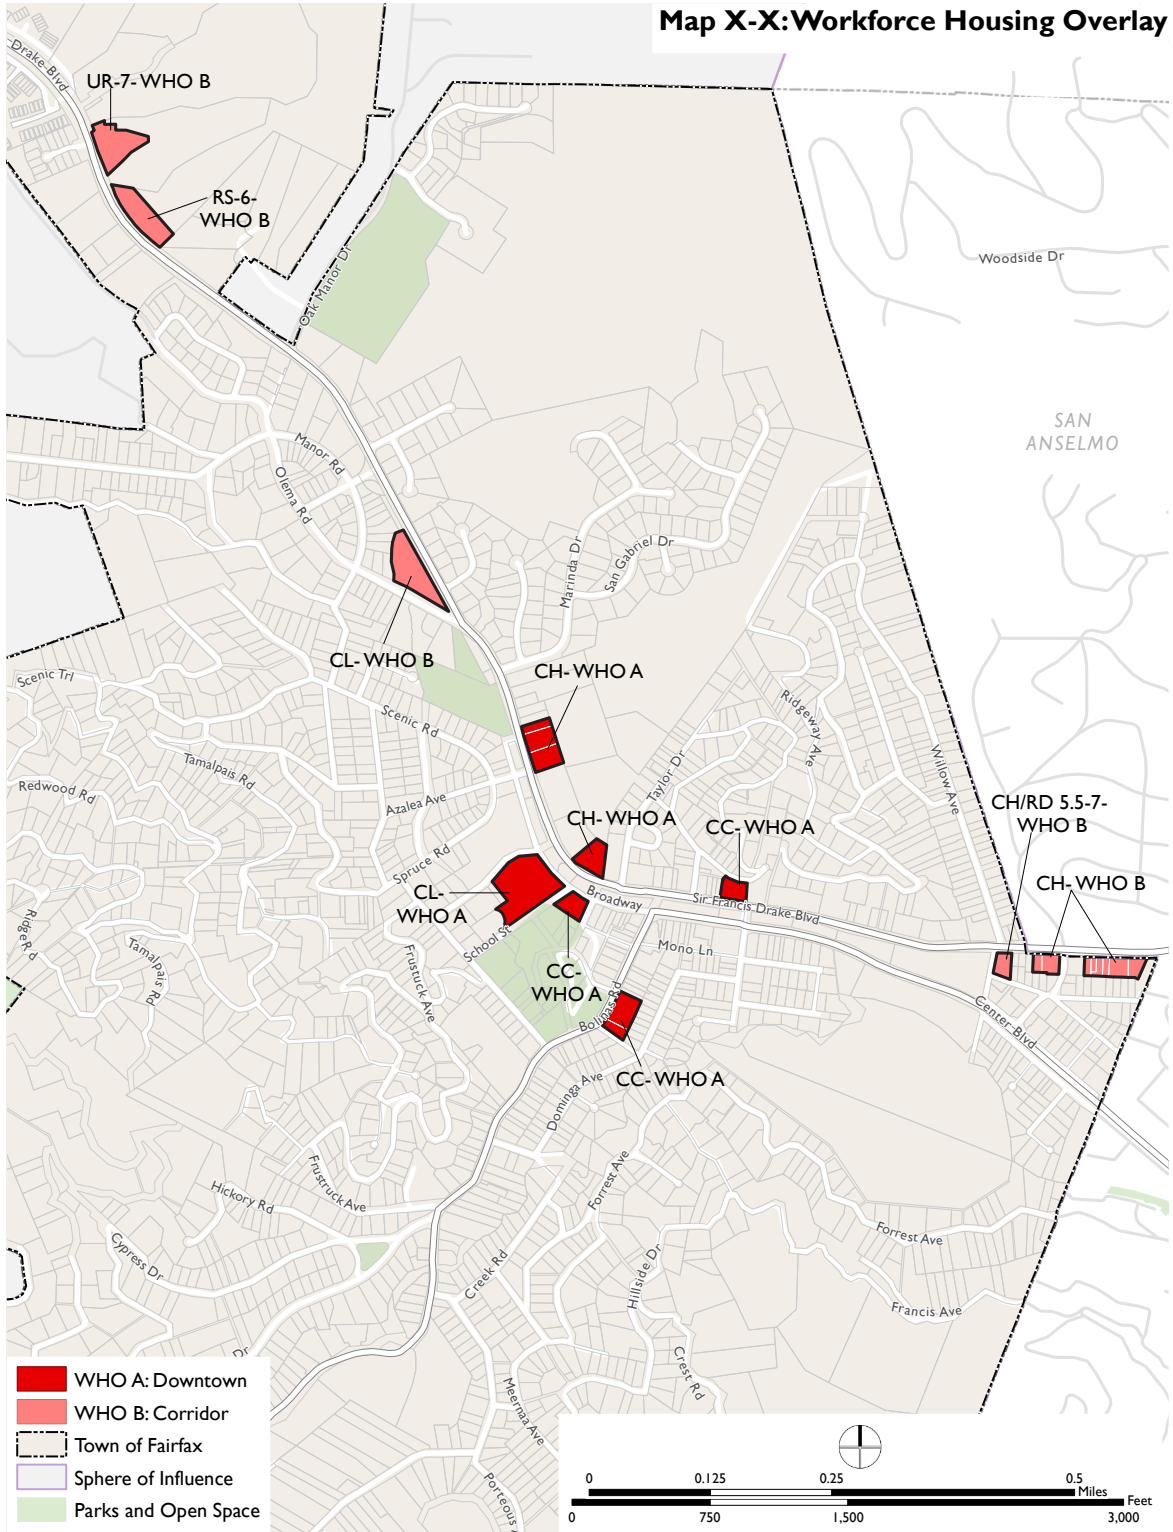 Map X-X: Workforce Housing Overlay
Drake Blvd
UR-7- WHO B
RS-6-
WHO B
Oak Manor Dr
Woodside Dr
SAN
ANSELMO
Manor Rd
Olema Rd
Marinda Dr
San Gabriel Dr
CL- WHO B
CH- WHO A
Scenic Trl
Scenic Rd
Ridgeway Ave
Tamalpais Rd
Redwood Rd
Azalea Ave
Taylor Dr
Willow Ave
CH/RD 5.5-7-
WHO B
CH- WHO A
CC- WHO A
Spruce Rd
CH- WHO B
CL-
WHO A
Broadway
Sir Francis Drake Blvd
Ridge Rd
Tamalpais Rd
School St
Mono Ln
Frustuck Ave
CC-
WHO A
Bolinas Rd
Center Blvd
CC- WHO A
Dominga Ave
Frustruck Ave
Hickory Rd
Forrest Ave
Cypress Dr
Forrest Ave
Creek Rd
Hillside Dr
Francis Ave
Dr
Crest Rd
Meernaa Ave
Porteous A
WHO A: Downtown
WHO B: Corridor
Town of Fairfax
Sphere of Influence
Parks and Open Space
0 0.125 0.25 0.5
Miles
Feet
0 750 1,500 3,000